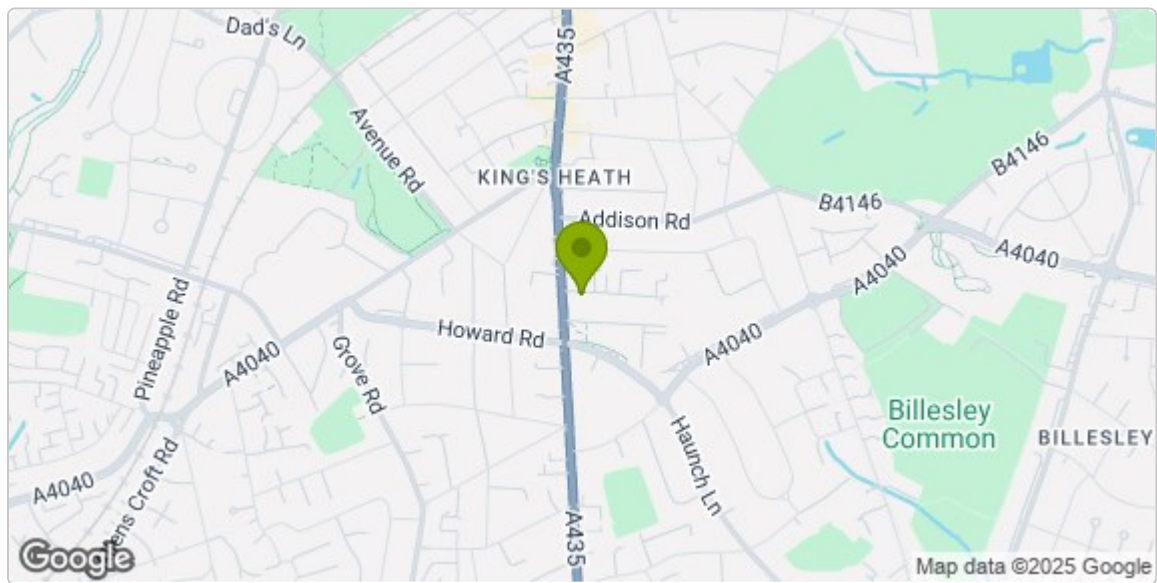 Dad's Ln
A435
Avenue Rd
B4146
KING'S HEATH
B4146
Addison Rd
A4040
A4040
Pineapple Rd
Howard Rd
A4040
Grove Rd
A4040
Billesley
Common
BILLESLEY
Haunch Ln
A4040
ens Croft Rd
A435
Google
Map data ©2025 Google